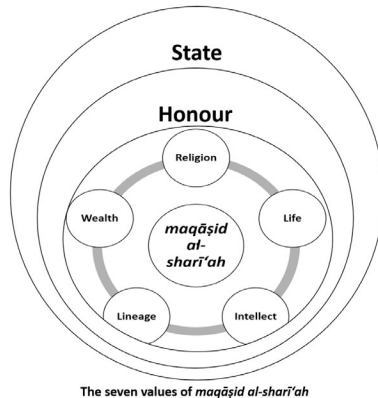 State
Honour
Religion
Wealth
Life
maqāṣid
al-
sharī‘ah
Lineage
Intellect
The seven values of maqāṣid al-sharī‘ah